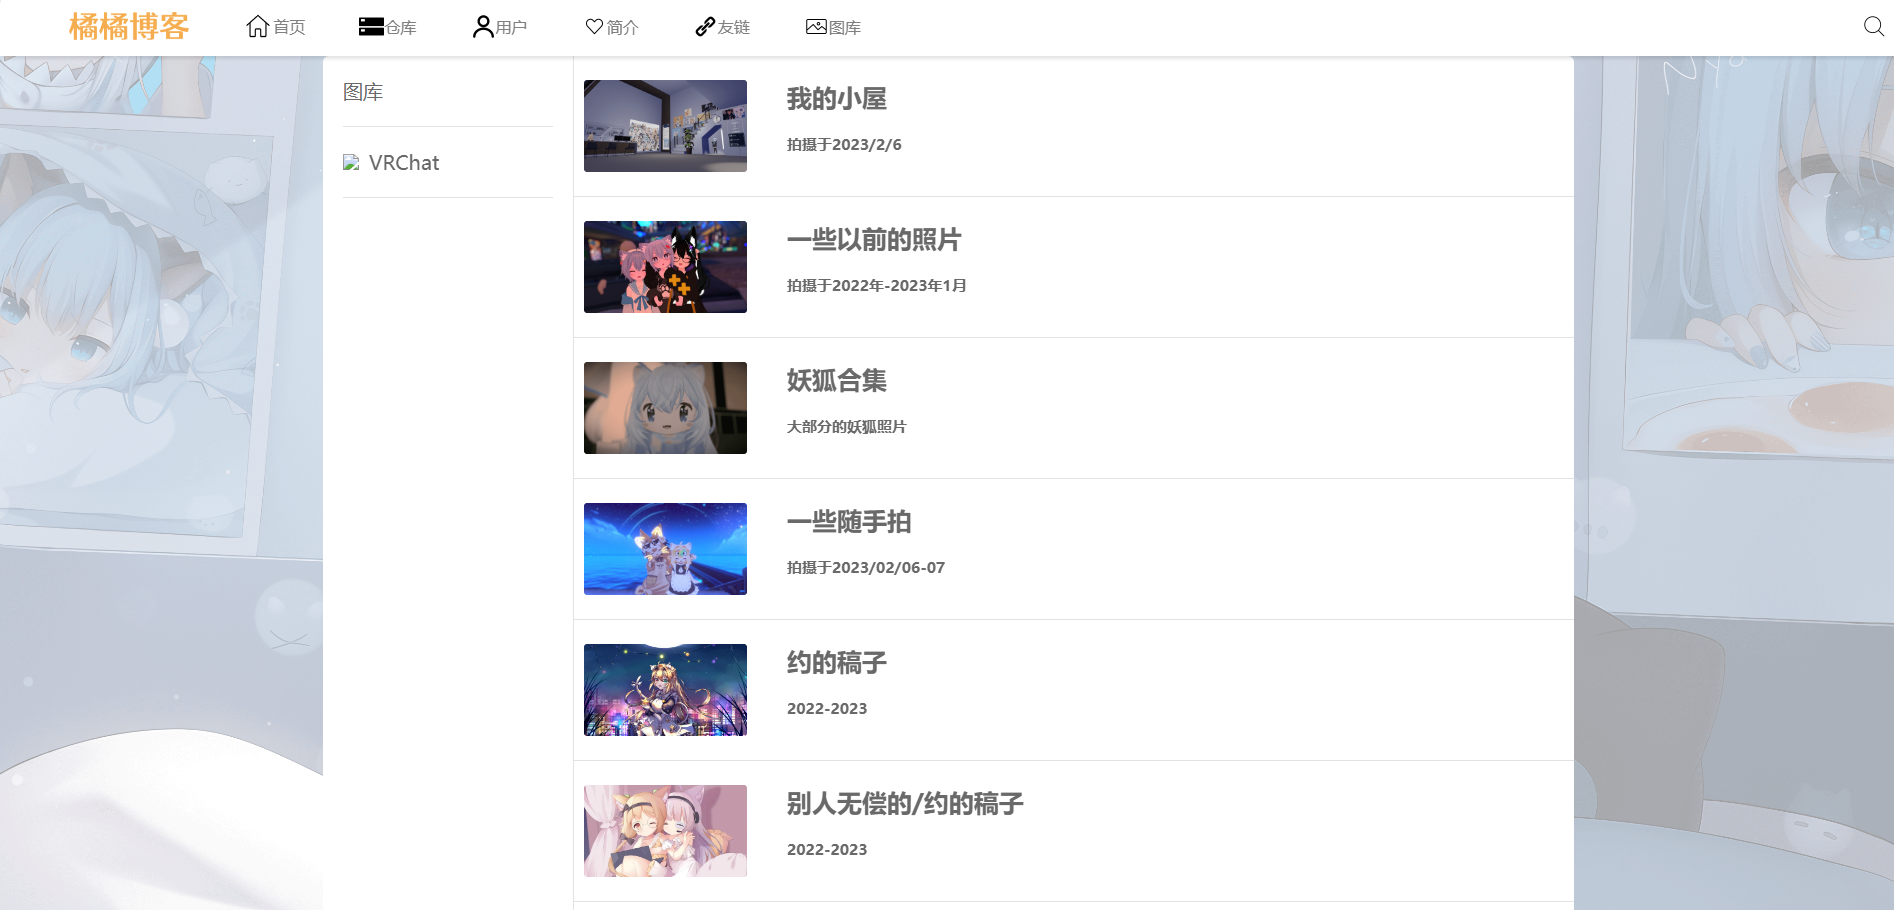 橘橘博客
首页
仓库
用户
简介
友链
图库
图库
VRChat
我的小屋
拍摄于2023/2/6
一些以前的照片
拍摄于2022年-2023年1月
妖狐合集
大部分的妖狐照片
一些随手拍
拍摄于2023/02/06-07
约的稿子
2022-2023
别人无偿的/约的稿子
2022-2023